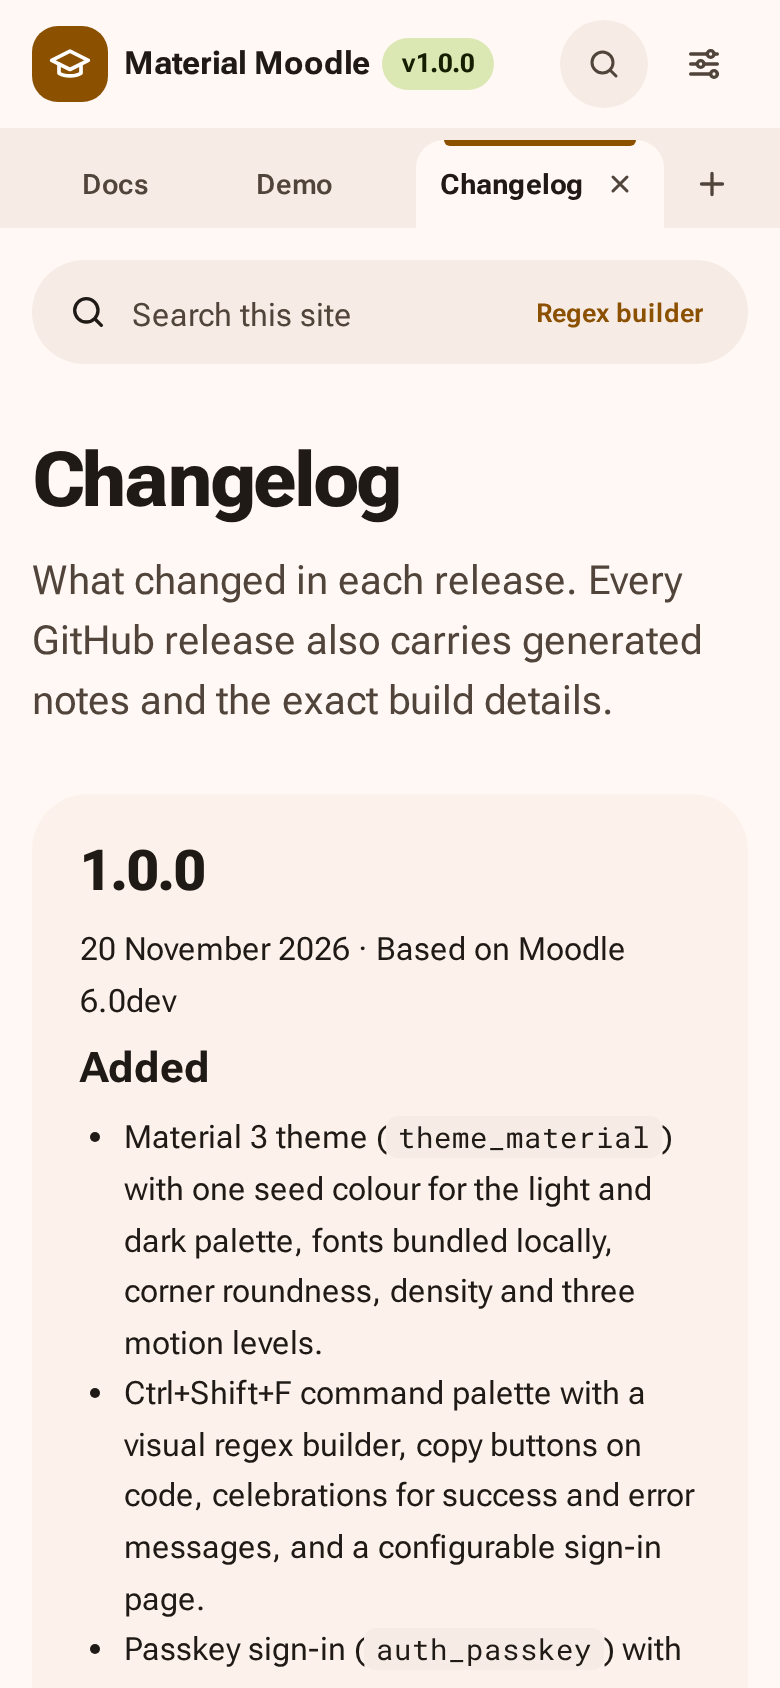 Material Moodle v1.0.0
Docs Demo Changelog
Search this site Regex builder
Changelog
What changed in each release. Every
GitHub release also carries generated
notes and the exact build details.
1.0.0
20 November 2026 · Based on Moodle
6.0dev
Added
• Material 3 theme ( theme_material )
with one seed colour for the light and
dark palette, fonts bundled locally,
corner roundness, density and three
motion levels.
• Ctrl+Shift+F command palette with a
visual regex builder, copy buttons on
code, celebrations for success and error
messages, and a configurable sign-in
page.
• Passkey sign-in ( auth_passkey ) with